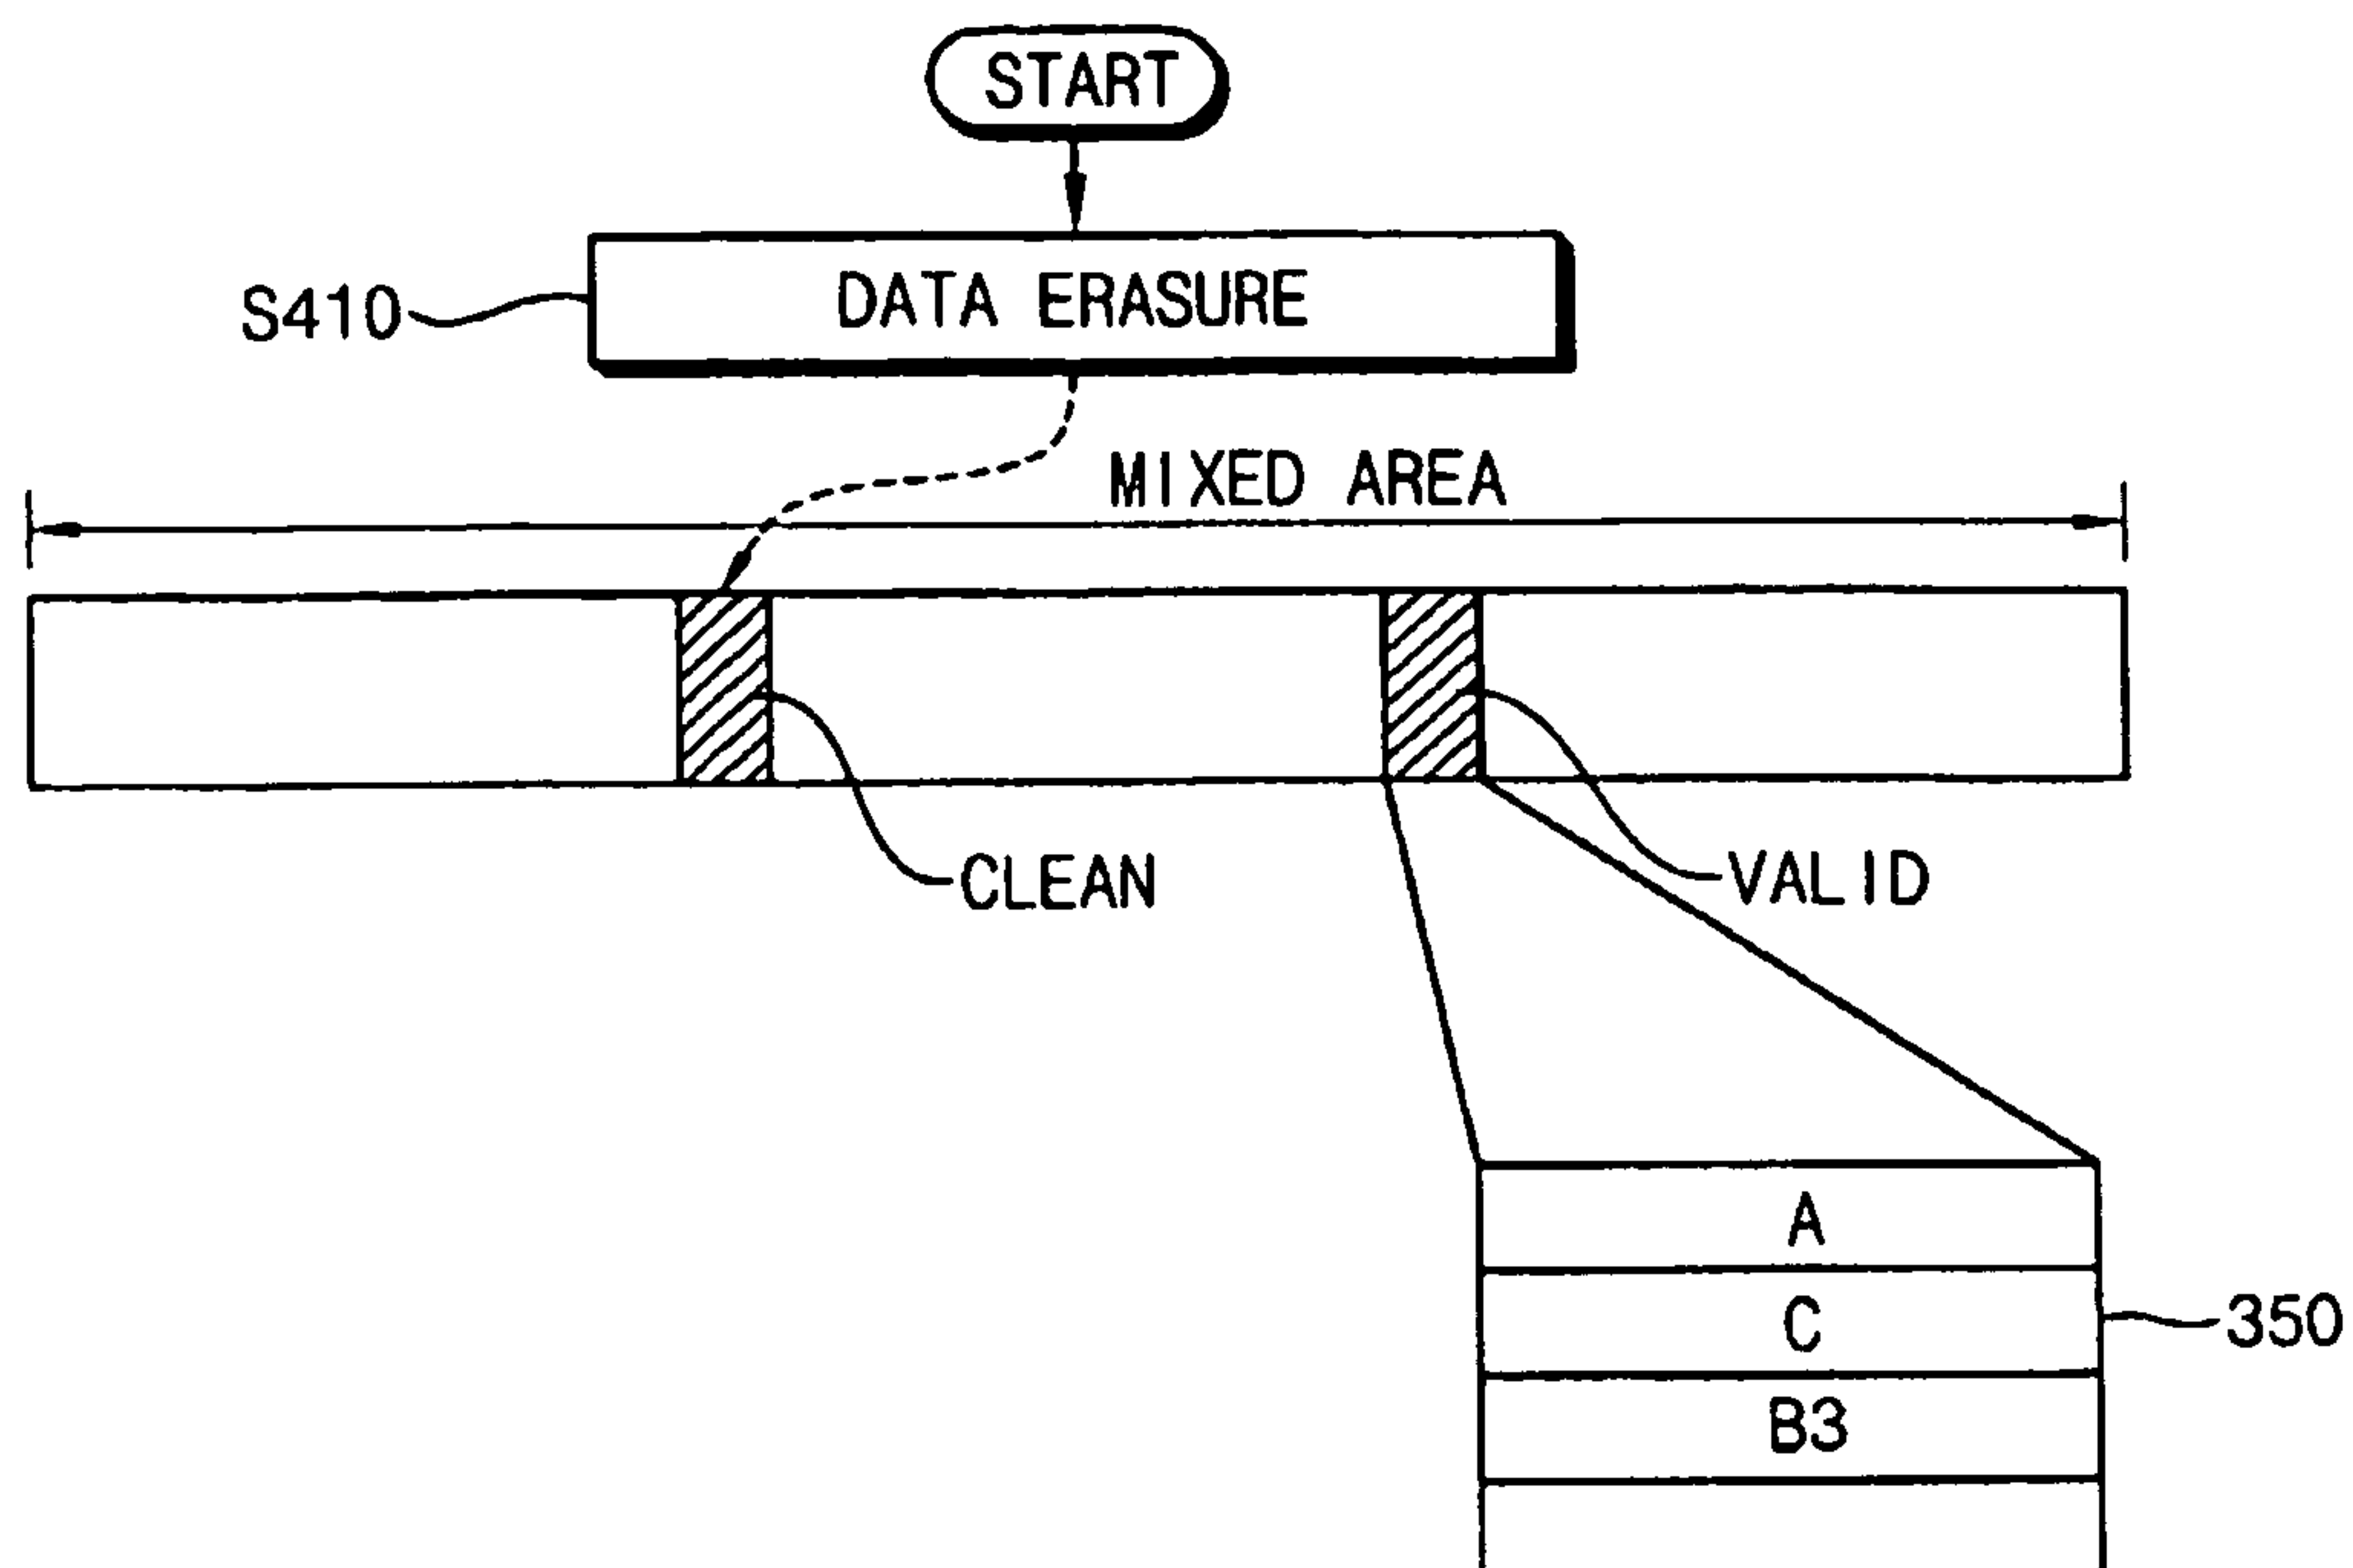 START
DATA ERASURE
S410
MIXED AREA
CLEAN
VALID
A
C
350
B3